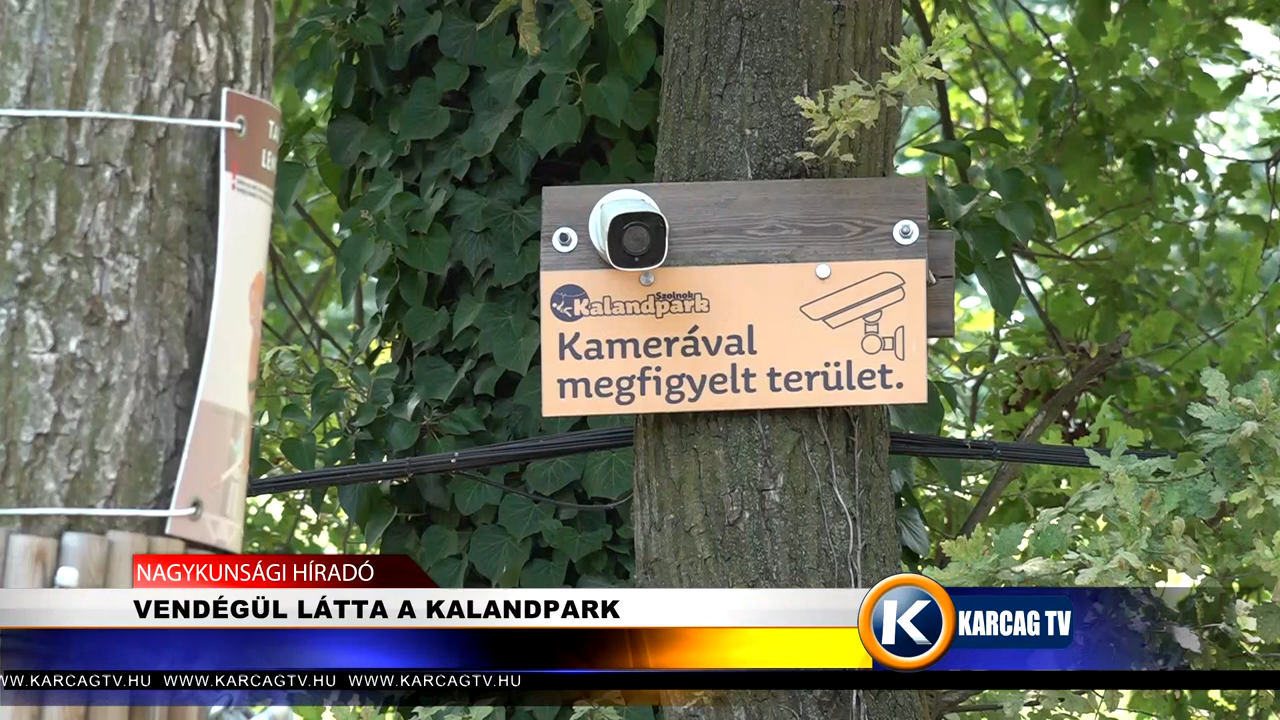 Szolnok
Kalandpark
Kamerával
megfigyelt terület.
NAGYKUNSÁGI HÍRADÓ
VENDÉGÜL LÁTTA A KALANDPARK
K KARCAG TV
WW.KARCAGTV.HU WWW.KARCAGTV.HU WWW.KARCAGTV.HU